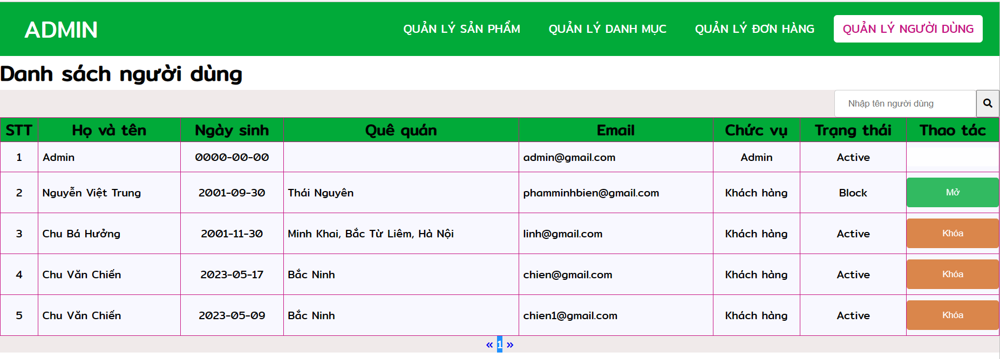 ADMIN QUẢN LÝ SẢN PHẨM QUẢN LÝ DANH MỤC QUẢN LÝ ĐƠN HÀNG QUẢN LÝ NGƯỜI DÙNG
Danh sách người dùng
Nhập tên người dùng
STT Họ và tên Ngày sinh Quê quán Email Chức vụ Trạng thái Thao tác
1 Admin 0000-00-00 admin@gmail.com Admin Active
2 Nguyễn Việt Trung 2001-09-30 Thái Nguyên phamminhbien@gmail.com Khách hàng Block Mở
3 Chu Bá Hưởng 2001-11-30 Minh Khai, Bắc Từ Liêm, Hà Nội linh@gmail.com Khách hàng Active Khóa
4 Chu Văn Chiến 2023-05-17 Bắc Ninh chien@gmail.com Khách hàng Active Khóa
5 Chu Văn Chiến 2023-05-09 Bắc Ninh chien1@gmail.com Khách hàng Active Khóa
« 1 »